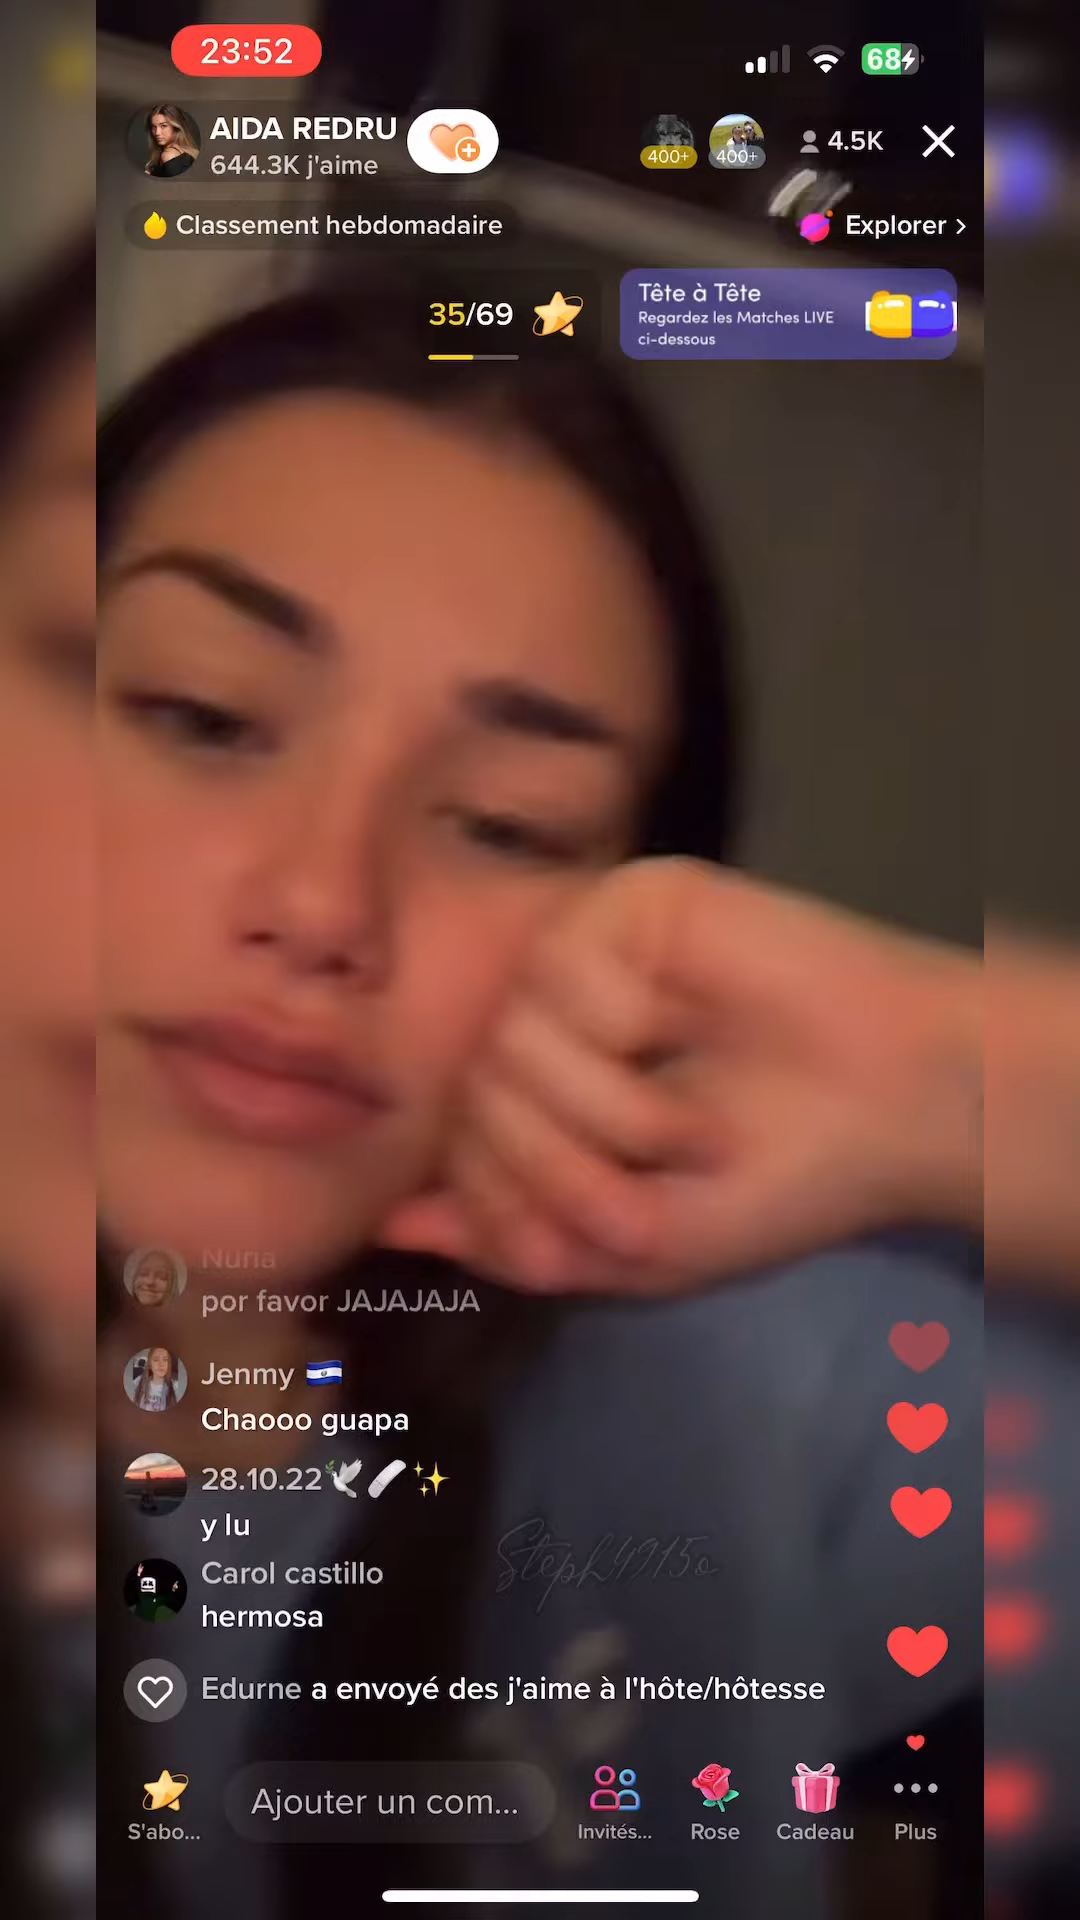 23:52
68
AIDA REDRU
644.3K j'aime
400+
400+
4.5K
Classement hebdomadaire
Explorer >
35/69
Tête à Tête
Regardez les Matches LIVE
ci-dessous
Nuria
por favor JAJAJAJA
Jenmy 🇸🇻
Chaooo guapa
28.10.22🕊️🩹✨
y lu
Steph4915a
Carol castillo
hermosa
Edurne a envoyé des j'aime à l'hôte/hôtesse
S'abo...
Ajouter un com...
Invités...
Rose
Cadeau
Plus